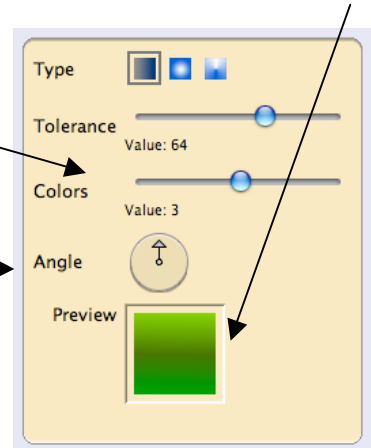 Type
Tolerance
Value: 64
Colors
Value: 3
Angle
Preview